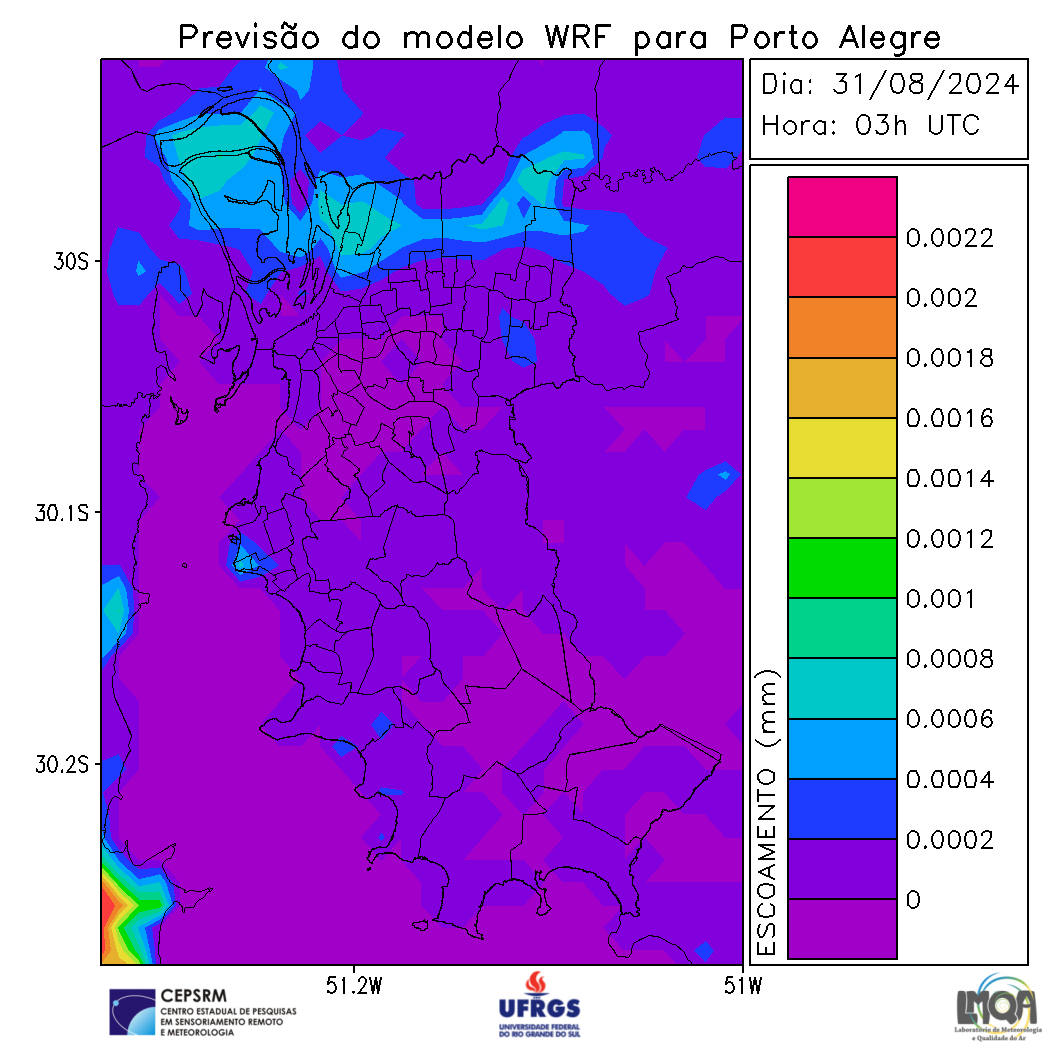 Previsão do modelo WRF para Porto Alegre
Dia: 31/08/2024
Hora: 03h UTC
30S
30.1S
30.2S
51.2W
51W
0.0022
0.002
0.0018
0.0016
0.0014
0.0012
0.001
0.0008
0.0006
0.0004
0.0002
0
ESCOAMENTO (mm)
CEPSRM
CENTRO ESTADUAL DE PESQUISAS
EM SENSORIAMENTO REMOTO
E METEOROLOGIA
UFRGS
UNIVERSIDADE FEDERAL
DO RIO GRANDE DO SUL
LMQA
Laboratório de Meteorologia
e Qualidade do Ar